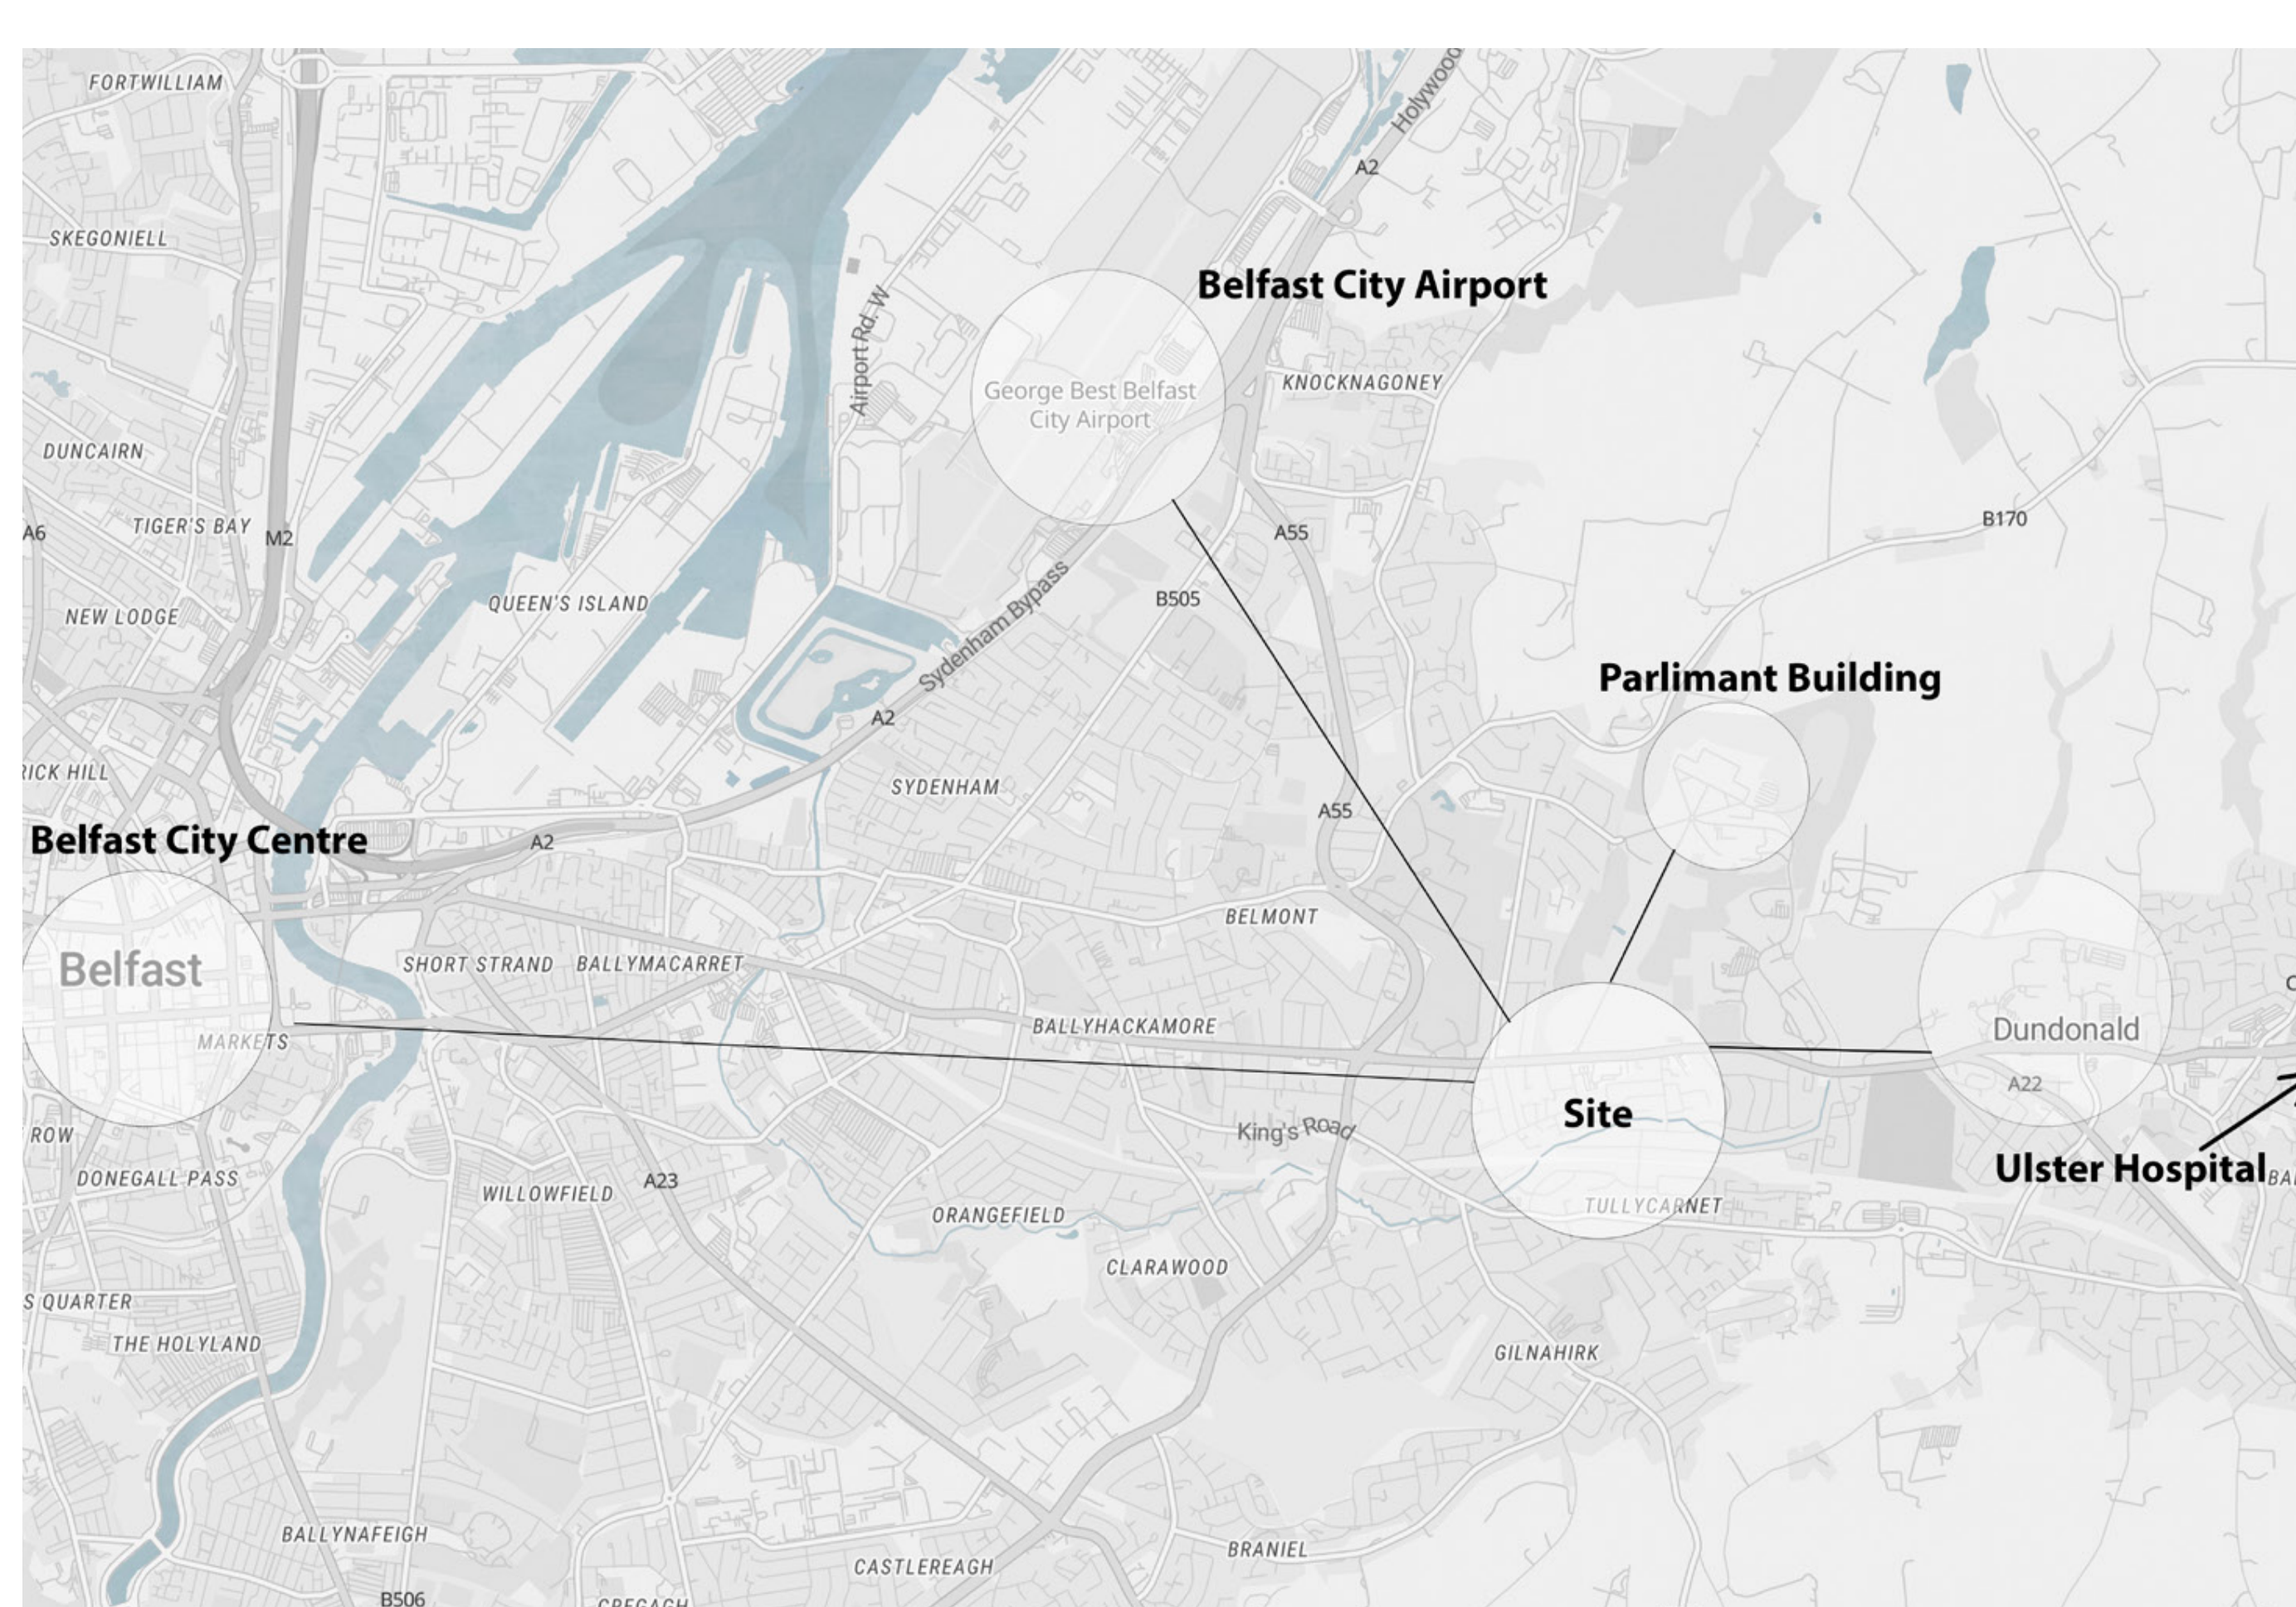 FORTWILLIAM
Holywood
A2
SKEGONIELL
Belfast City Airport
Airport Rd. W
George Best Belfast
City Airport
KNOCKNAGONEY
DUNCAIRN
TIGER'S BAY
M2
A6
A55
B170
NEW LODGE
QUEEN'S ISLAND
B505
Sydenham Bypass
Parlimant Building
A2
RICK HILL
SYDENHAM
A55
Belfast City Centre
A2
BELMONT
Belfast
SHORT STRAND
BALLYMACARRET
MARKETS
BALLYHACKAMORE
Dundonald
A22
Site
King's Road
ROW
DONEGALL PASS
A23
WILLOWFIELD
Ulster Hospital
TULLYCARNET
ORANGEFIELD
CLARAWOOD
S QUARTER
THE HOLYLAND
GILNAHIRK
BALLYNAFEIGH
BRANIEL
CASTLEREAGH
B506
CREGAGH